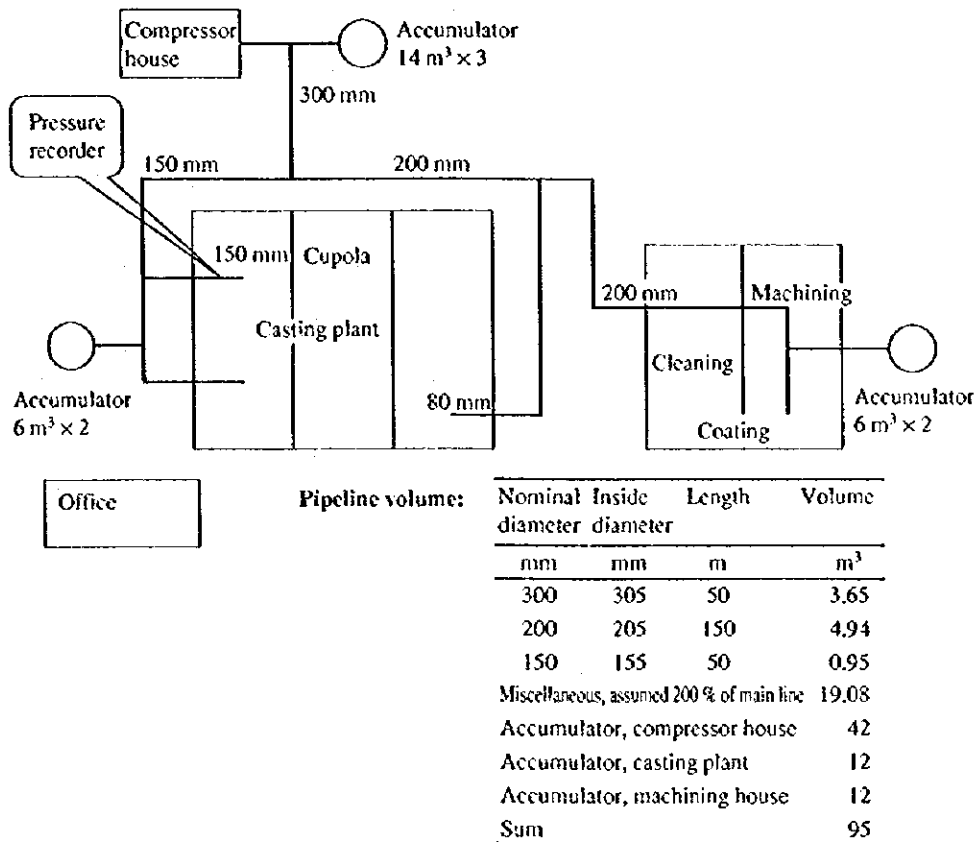 Compressor
house
Accumulator
14 m³ × 3
300 mm
Pressure
recorder
150 mm
200 mm
150 mm
Cupola
Casting plant
200 mm
Machining
Cleaning
80 mm
Coating
Accumulator
6 m³ × 2
Accumulator
6 m³ × 2
Office
Pipeline volume:
Nominal Inside Length Volume
diameter diameter
mm mm m m³
300 305 50 3.65
200 205 150 4.94
150 155 50 0.95
Miscellaneous, assumed 200 % of main line 19.08
Accumulator, compressor house 42
Accumulator, casting plant 12
Accumulator, machining house 12
Sum 95